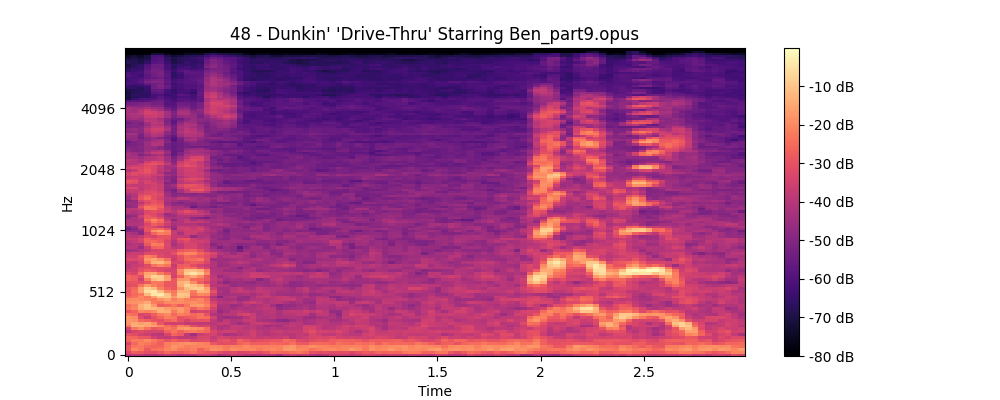 48 - Dunkin' 'Drive-Thru' Starring Ben_part9.opus
Hz
4096
2048
1024
512
0
0 0.5 1 1.5 2 2.5
Time
-10 dB
-20 dB
-30 dB
-40 dB
-50 dB
-60 dB
-70 dB
-80 dB